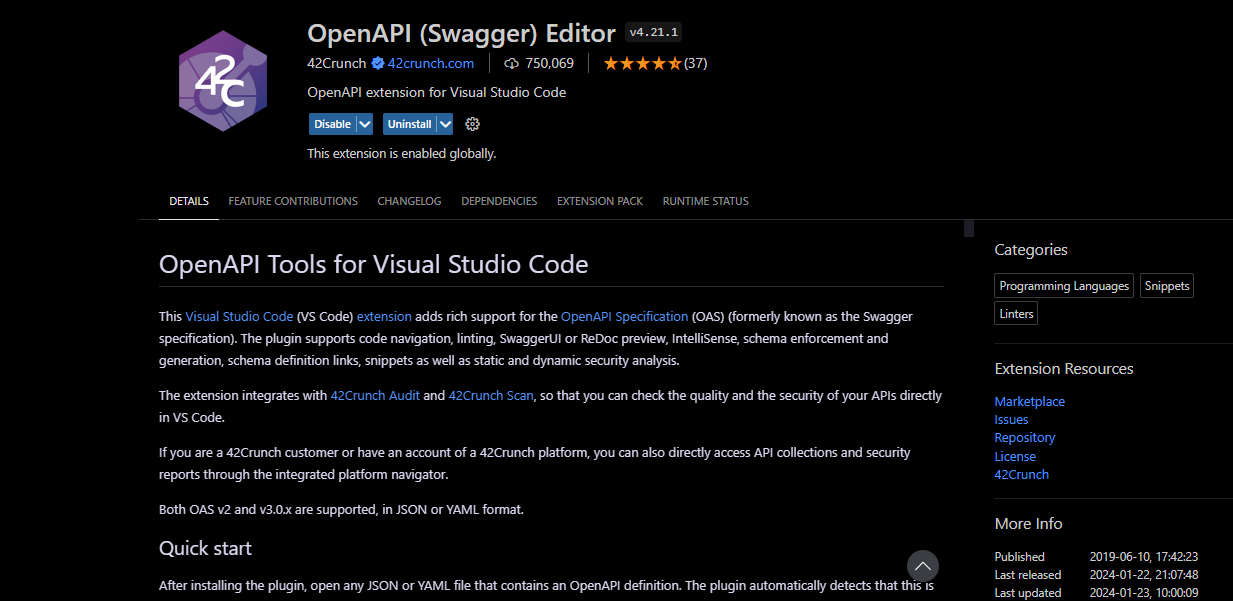 42c
OpenAPI (Swagger) Editor v4.21.1
42Crunch 42crunch.com 750,069 (37)
OpenAPI extension for Visual Studio Code
Disable Uninstall
This extension is enabled globally.
DETAILS FEATURE CONTRIBUTIONS CHANGELOG DEPENDENCIES EXTENSION PACK RUNTIME STATUS
OpenAPI Tools for Visual Studio Code
This Visual Studio Code (VS Code) extension adds rich support for the OpenAPI Specification (OAS) (formerly known as the Swagger
specification). The plugin supports code navigation, linting, SwaggerUI or ReDoc preview, IntelliSense, schema enforcement and
generation, schema definition links, snippets as well as static and dynamic security analysis.
The extension integrates with 42Crunch Audit and 42Crunch Scan, so that you can check the quality and the security of your APIs directly
in VS Code.
If you are a 42Crunch customer or have an account of a 42Crunch platform, you can also directly access API collections and security
reports through the integrated platform navigator.
Both OAS v2 and v3.0.x are supported, in JSON or YAML format.
Quick start
After installing the plugin, open any JSON or YAML file that contains an OpenAPI definition. The plugin automatically detects that this is
Categories
Programming Languages Snippets
Linters
Extension Resources
Marketplace
Issues
Repository
License
42Crunch
More Info
Published 2019-06-10, 17:42:23
Last released 2024-01-22, 21:07:48
Last updated 2024-01-23, 10:00:09